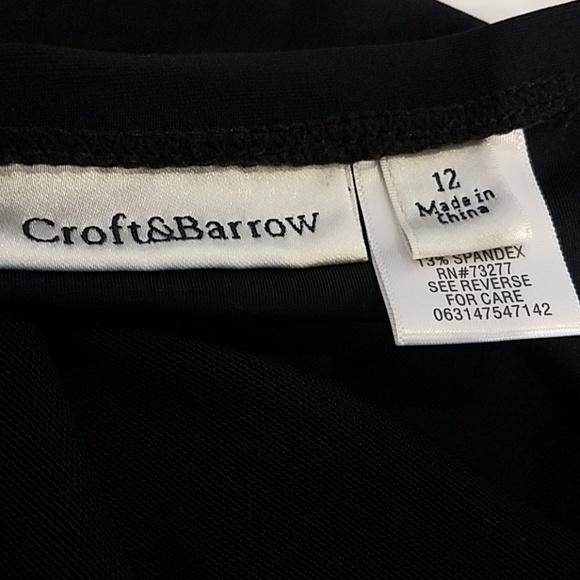 Croft&Barrow
12
Made in
China
13% SPANDEX
RN#73277
SEE REVERSE
FOR CARE
063147547142